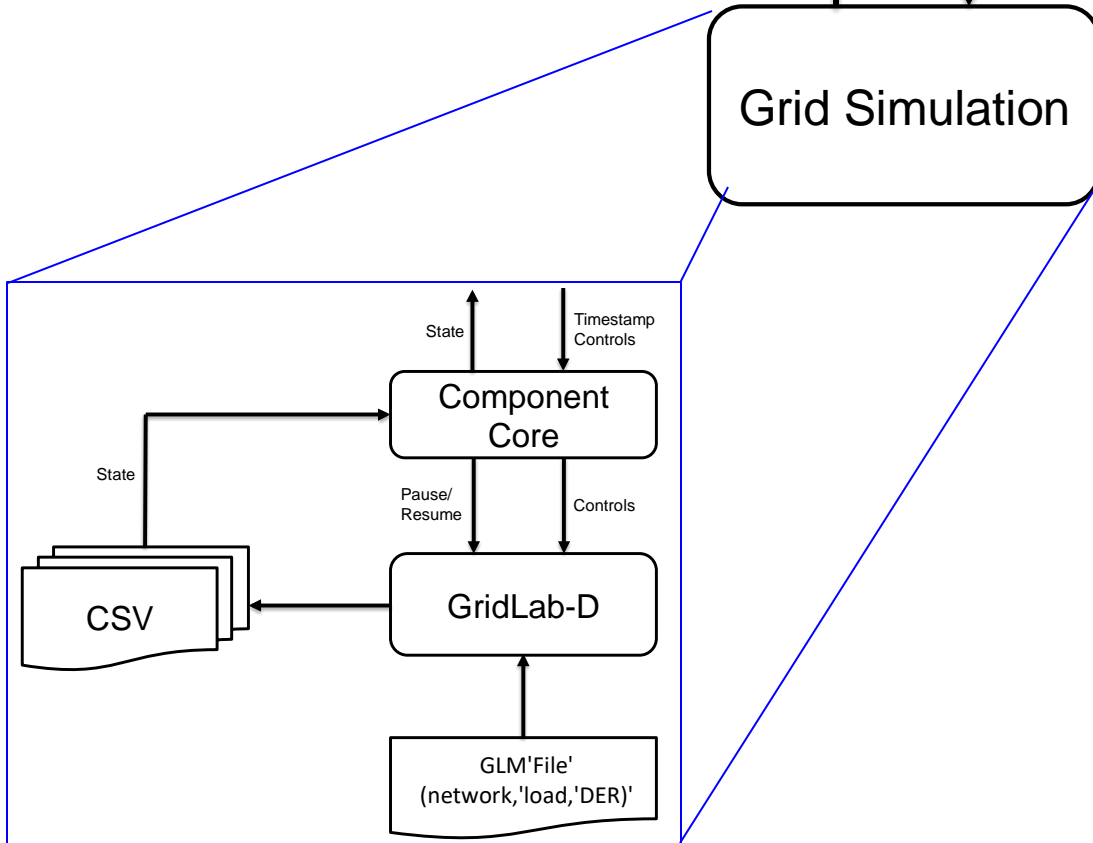 Grid Simulation
State
Timestamp
Controls
Component
Core
State
Pause/
Resume
Controls
CSV
GridLab-D
GLM'File'
(network,'load,'DER)'